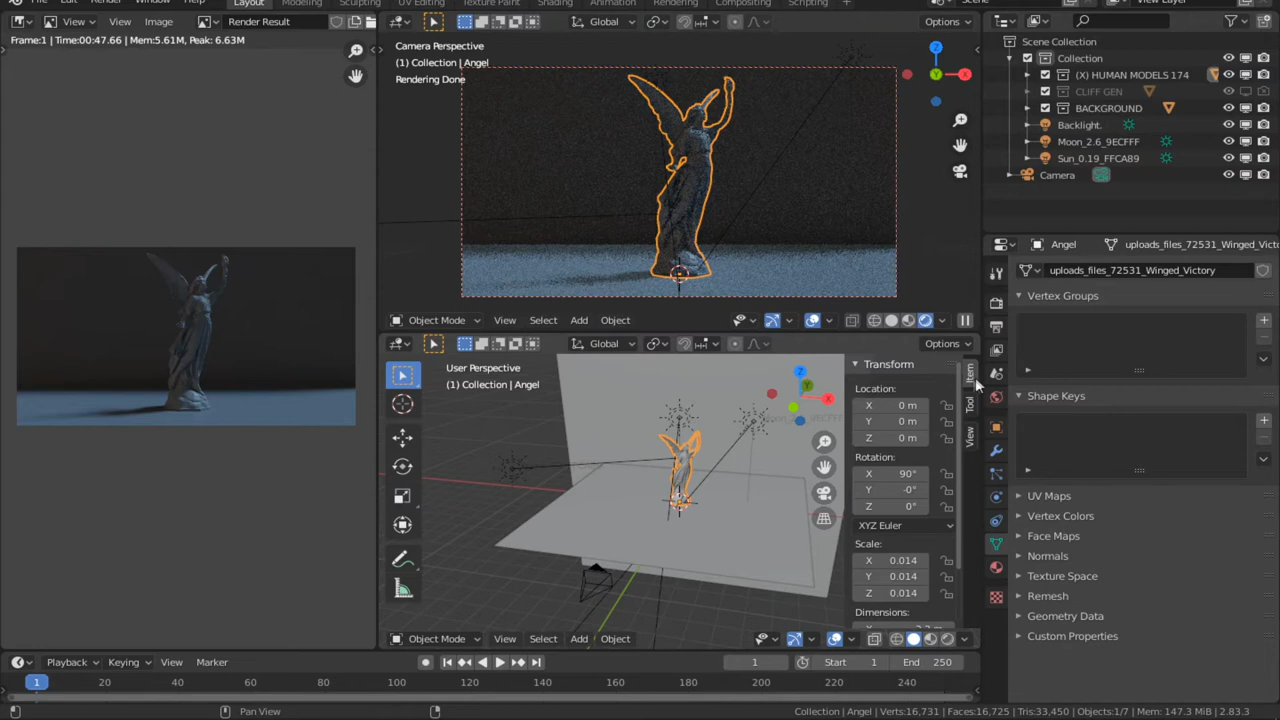 File Edit Render Window Help Layout Modeling Sculpting UV Editing Texture Paint Shading Animation Rendering Compositing Scripting Scene View Layer
View View Image Render Result
Frame:1 | Time:00:47.66 | Mem:5.61M, Peak: 6.63M
Global Options
Camera Perspective
(1) Collection | Angel
Rendering Done
Z
Y
X
Object Mode View Select Add Object
Global Options
User Perspective
(1) Collection | Angel
Z
Y
X
Moon_2.6_9ECFFF
Transform
Location:
X 0 m
Y 0 m
Z 0 m
Rotation:
X 90°
Y -0°
Z 0°
XYZ Euler
Scale:
X 0.014
Y 0.014
Z 0.014
Dimensions:
Item
Tool
View
Object Mode View Select Add Object
Scene Collection
Collection
(X) HUMAN MODELS 174
CLIFF GEN
BACKGROUND
Backlight.
Moon_2.6_9ECFFF
Sun_0.19_FFCA89
Camera
Angel uploads_files_72531_Winged_Victo
uploads_files_72531_Winged_Victory
Vertex Groups
Shape Keys
UV Maps
Vertex Colors
Face Maps
Normals
Texture Space
Remesh
Geometry Data
Custom Properties
Playback Keying View Marker 1 Start 1 End 250
1 20 40 60 80 100 120 140 160 180 200 220 240
Pan View Collection | Angel | Verts:16,731 | Faces:16,725 | Tris:33,450 | Objects:1/7 | Mem: 147.3 MiB | 2.83.3